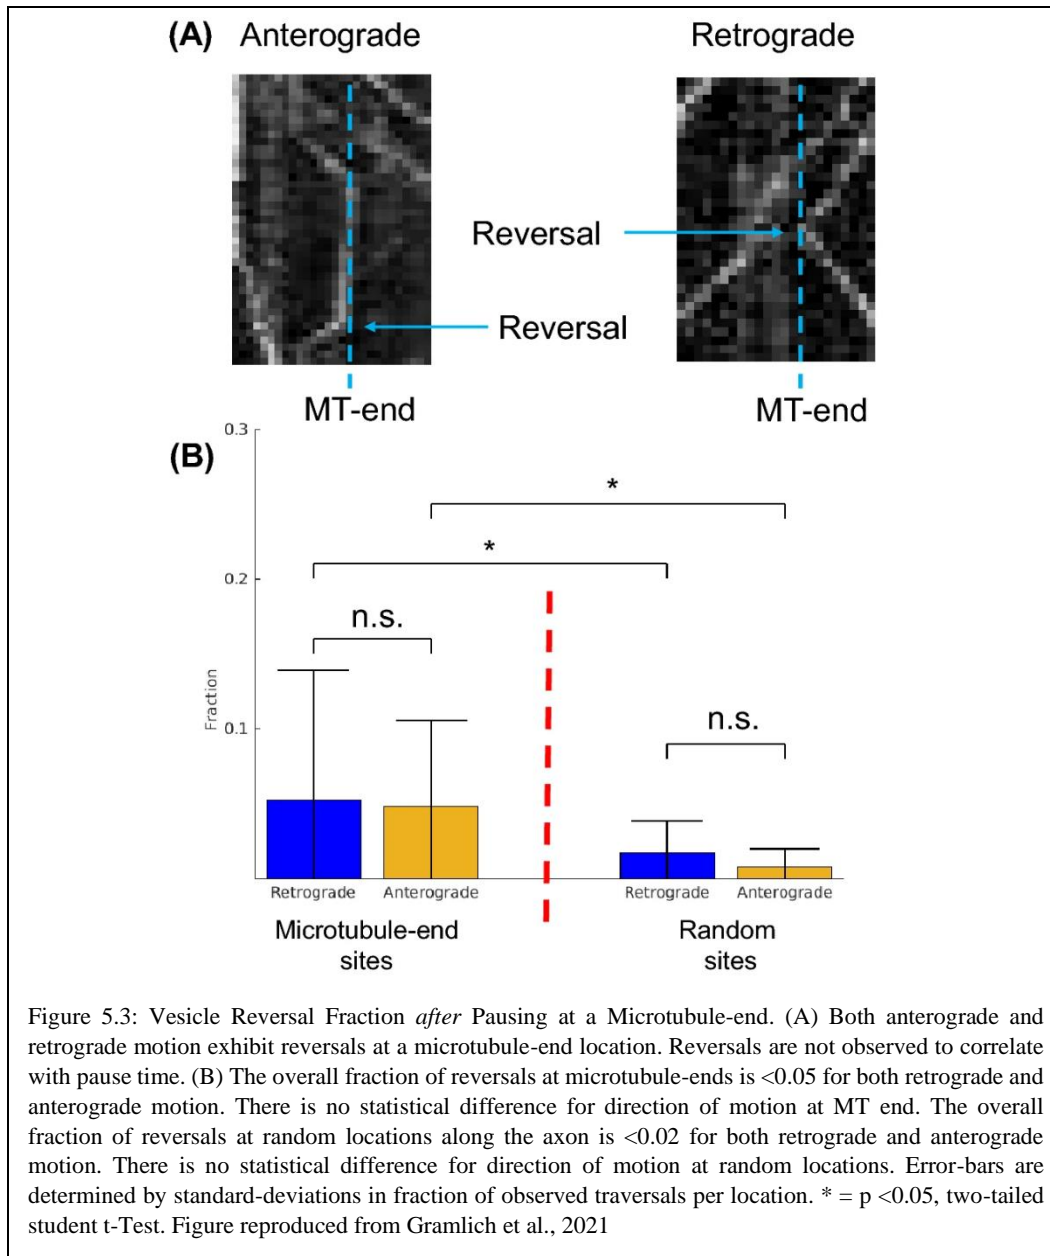 (A) Anterograde Retrograde
Reversal
Reversal
MT-end MT-end
(B)
0.3
*
*
0.2
n.s.
n.s.
0.1
Fraction
Retrograde Anterograde Retrograde Anterograde
Microtubule-end Random
sites sites
Figure 5.3: Vesicle Reversal Fraction after Pausing at a Microtubule-end. (A) Both anterograde and
retrograde motion exhibit reversals at a microtubule-end location. Reversals are not observed to correlate
with pause time. (B) The overall fraction of reversals at microtubule-ends is <0.05 for both retrograde and
anterograde motion. There is no statistical difference for direction of motion at MT end. The overall
fraction of reversals at random locations along the axon is <0.02 for both retrograde and anterograde
motion. There is no statistical difference for direction of motion at random locations. Error-bars are
determined by standard-deviations in fraction of observed traversals per location. * = p <0.05, two-tailed
student t-Test. Figure reproduced from Gramlich et al., 2021